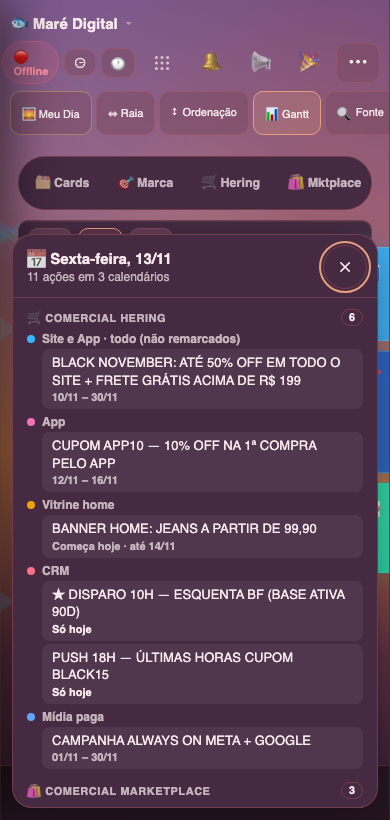 Maré Digital
Offline
Meu Dia
⇔ Raia
Ordenação
Gantt
Fonte
Cards
Marca
Hering
Mktplace
Sexta-feira, 13/11
11 ações em 3 calendários
COMERCIAL HERING 6
Site e App · todo (não remarcados)
BLACK NOVEMBER: ATÉ 50% OFF EM TODO O
SITE + FRETE GRÁTIS ACIMA DE R$ 199
10/11 – 30/11
App
CUPOM APP10 — 10% OFF NA 1ª COMPRA
PELO APP
12/11 – 16/11
Vitrine home
BANNER HOME: JEANS A PARTIR DE 99,90
Começa hoje · até 14/11
CRM
★ DISPARO 10H — ESQUENTA BF (BASE ATIVA
90D)
Só hoje
PUSH 18H — ÚLTIMAS HORAS CUPOM
BLACK15
Só hoje
Mídia paga
CAMPANHA ALWAYS ON META + GOOGLE
01/11 – 30/11
COMERCIAL MARKETPLACE 3